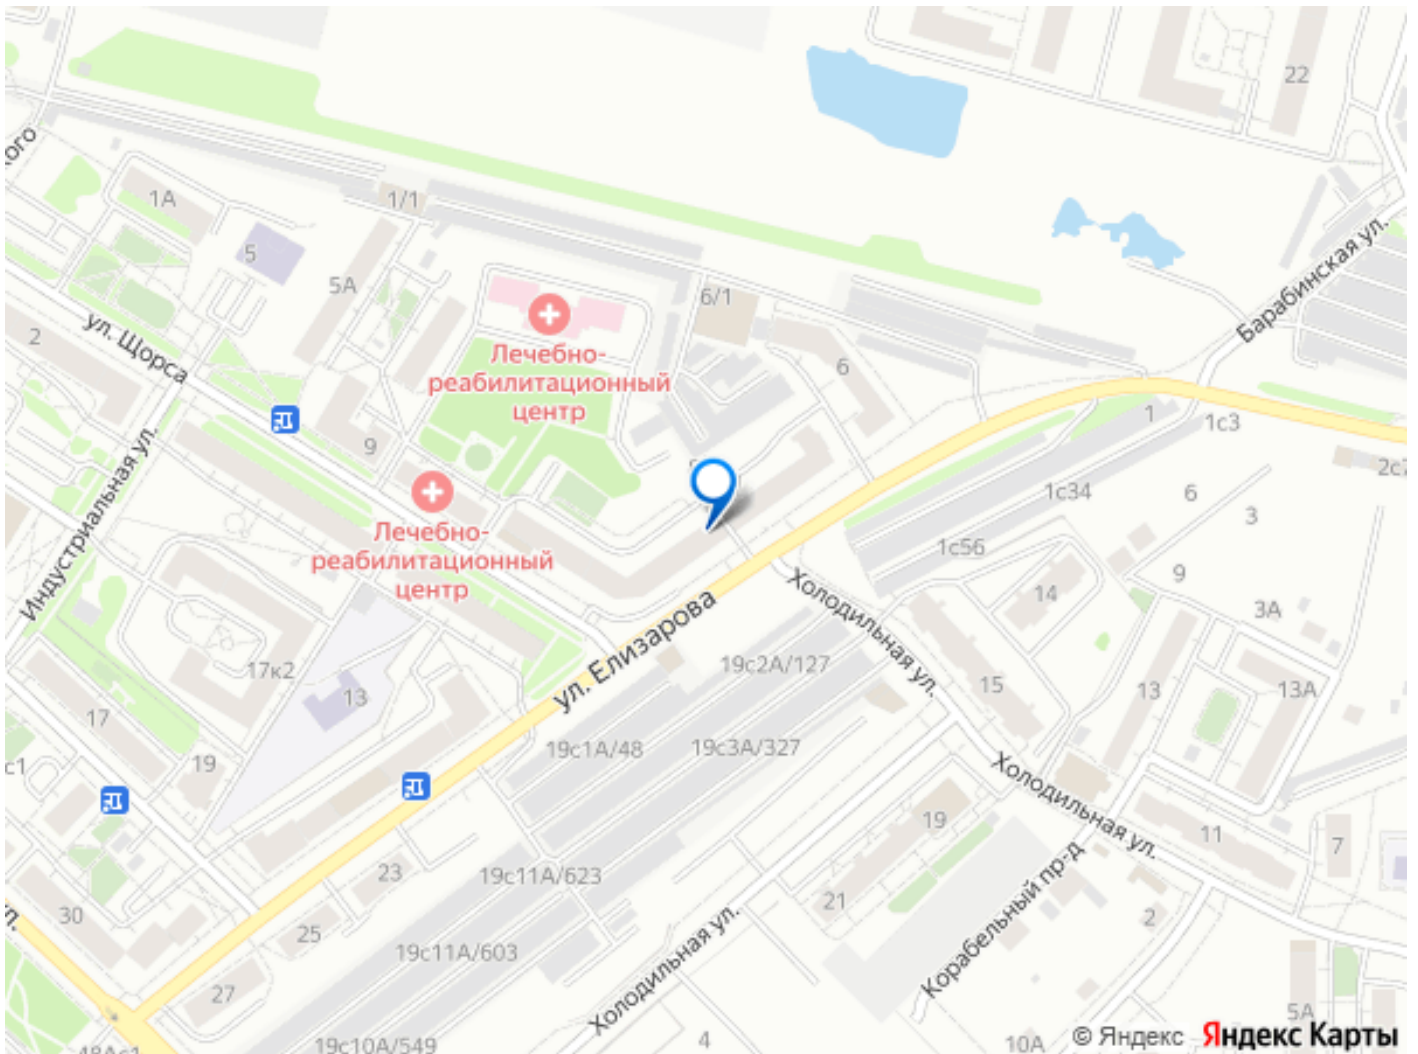 22
кого
1А
1/1
5
5А
6/1
Барабинская ул.
2
ул. Щорса
Лечебно-
реабилитационный
центр
6
1
1с3
9
2с7
Индустриальная ул.
Лечебно-
реабилитационный
центр
1с34
6
3
1с56
9
14
3А
Холодильная ул.
ул. Елизарова
19с2А/127
17к2
15
13
13А
13
17
19с1А/48
19с3А/327
19
с1
Холодильная ул.
19
11
7
23
19с11А/623
21
Корабельный пр-д
30
л.
2
25
19с11А/603
Холодильная ул.
27
5А
4
10А
19с10А/549
48Ас1
© Яндекс Яндекс Карты